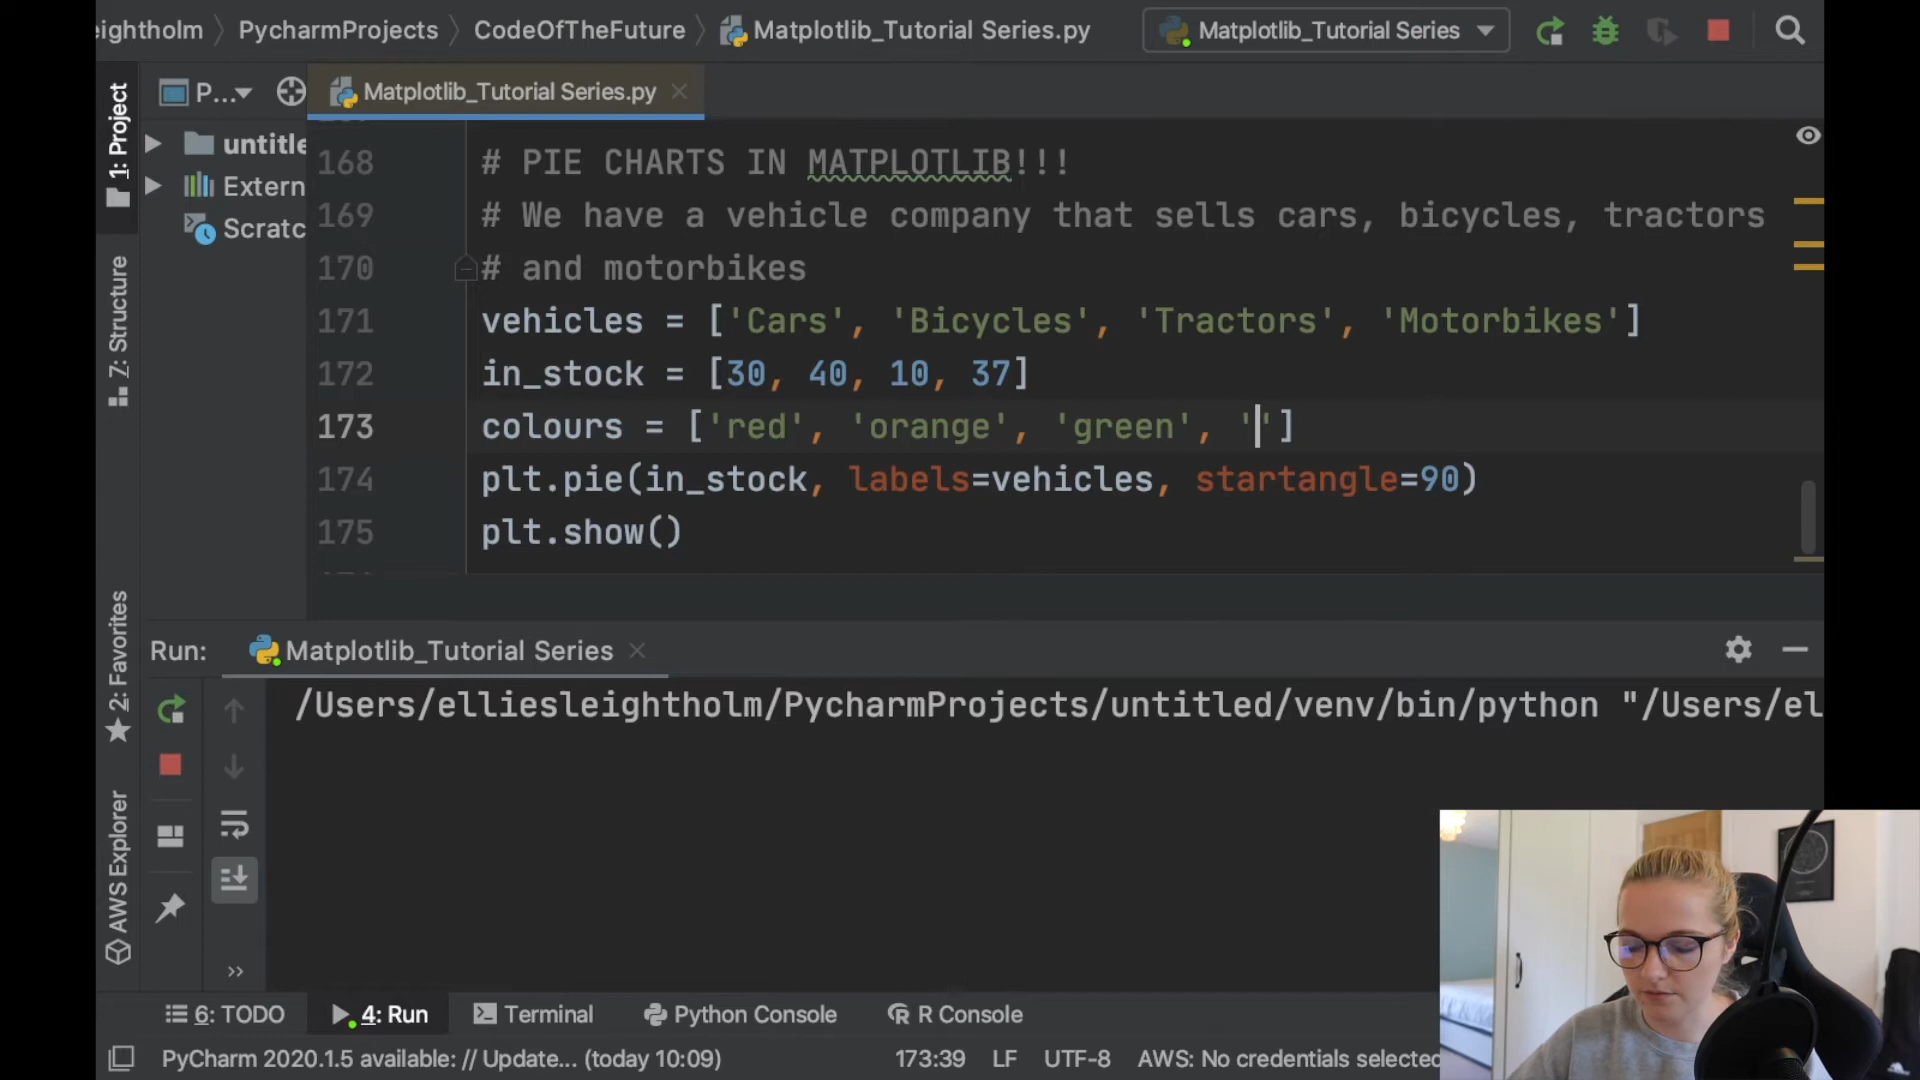 eightholm PycharmProjects CodeOfTheFuture Matplotlib_Tutorial Series.py Matplotlib_Tutorial Series
P... Matplotlib_Tutorial Series.py
1: Project
untitle
Extern
Scratc
7: Structure
2: Favorites
AWS Explorer
168 # PIE CHARTS IN MATPLOTLIB!!!
169 # We have a vehicle company that sells cars, bicycles, tractors
170 # and motorbikes
171 vehicles = ['Cars', 'Bicycles', 'Tractors', 'Motorbikes']
172 in_stock = [30, 40, 10, 37]
173 colours = ['red', 'orange', 'green', '']
174 plt.pie(in_stock, labels=vehicles, startangle=90)
175 plt.show()
Run: Matplotlib_Tutorial Series
/Users/elliesleightholm/PycharmProjects/untitled/venv/bin/python "/Users/el
6: TODO 4: Run Terminal Python Console R Console
PyCharm 2020.1.5 available: // Update... (today 10:09) 173:39 LF UTF-8 AWS: No credentials selected